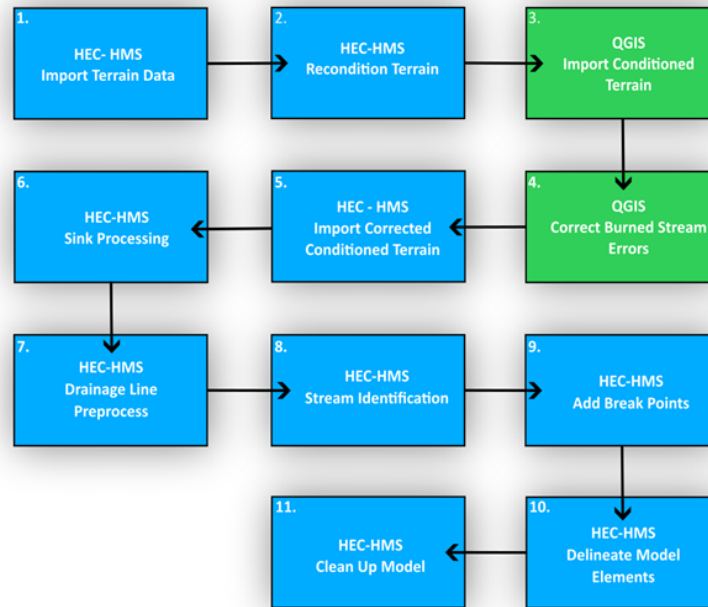 1.
HEC- HMS
Import Terrain Data
2.
HEC-HMS
Recondition Terrain
3.
QGIS
Import Conditioned
Terrain
4.
QGIS
Correct Burned Stream
Errors
5.
HEC - HMS
Import Corrected
Conditioned Terrain
6.
HEC-HMS
Sink Processing
7.
HEC-HMS
Drainage Line
Preprocess
8.
HEC-HMS
Stream Identification
9.
HEC-HMS
Add Break Points
10.
HEC-HMS
Delineate Model
Elements
11.
HEC-HMS
Clean Up Model